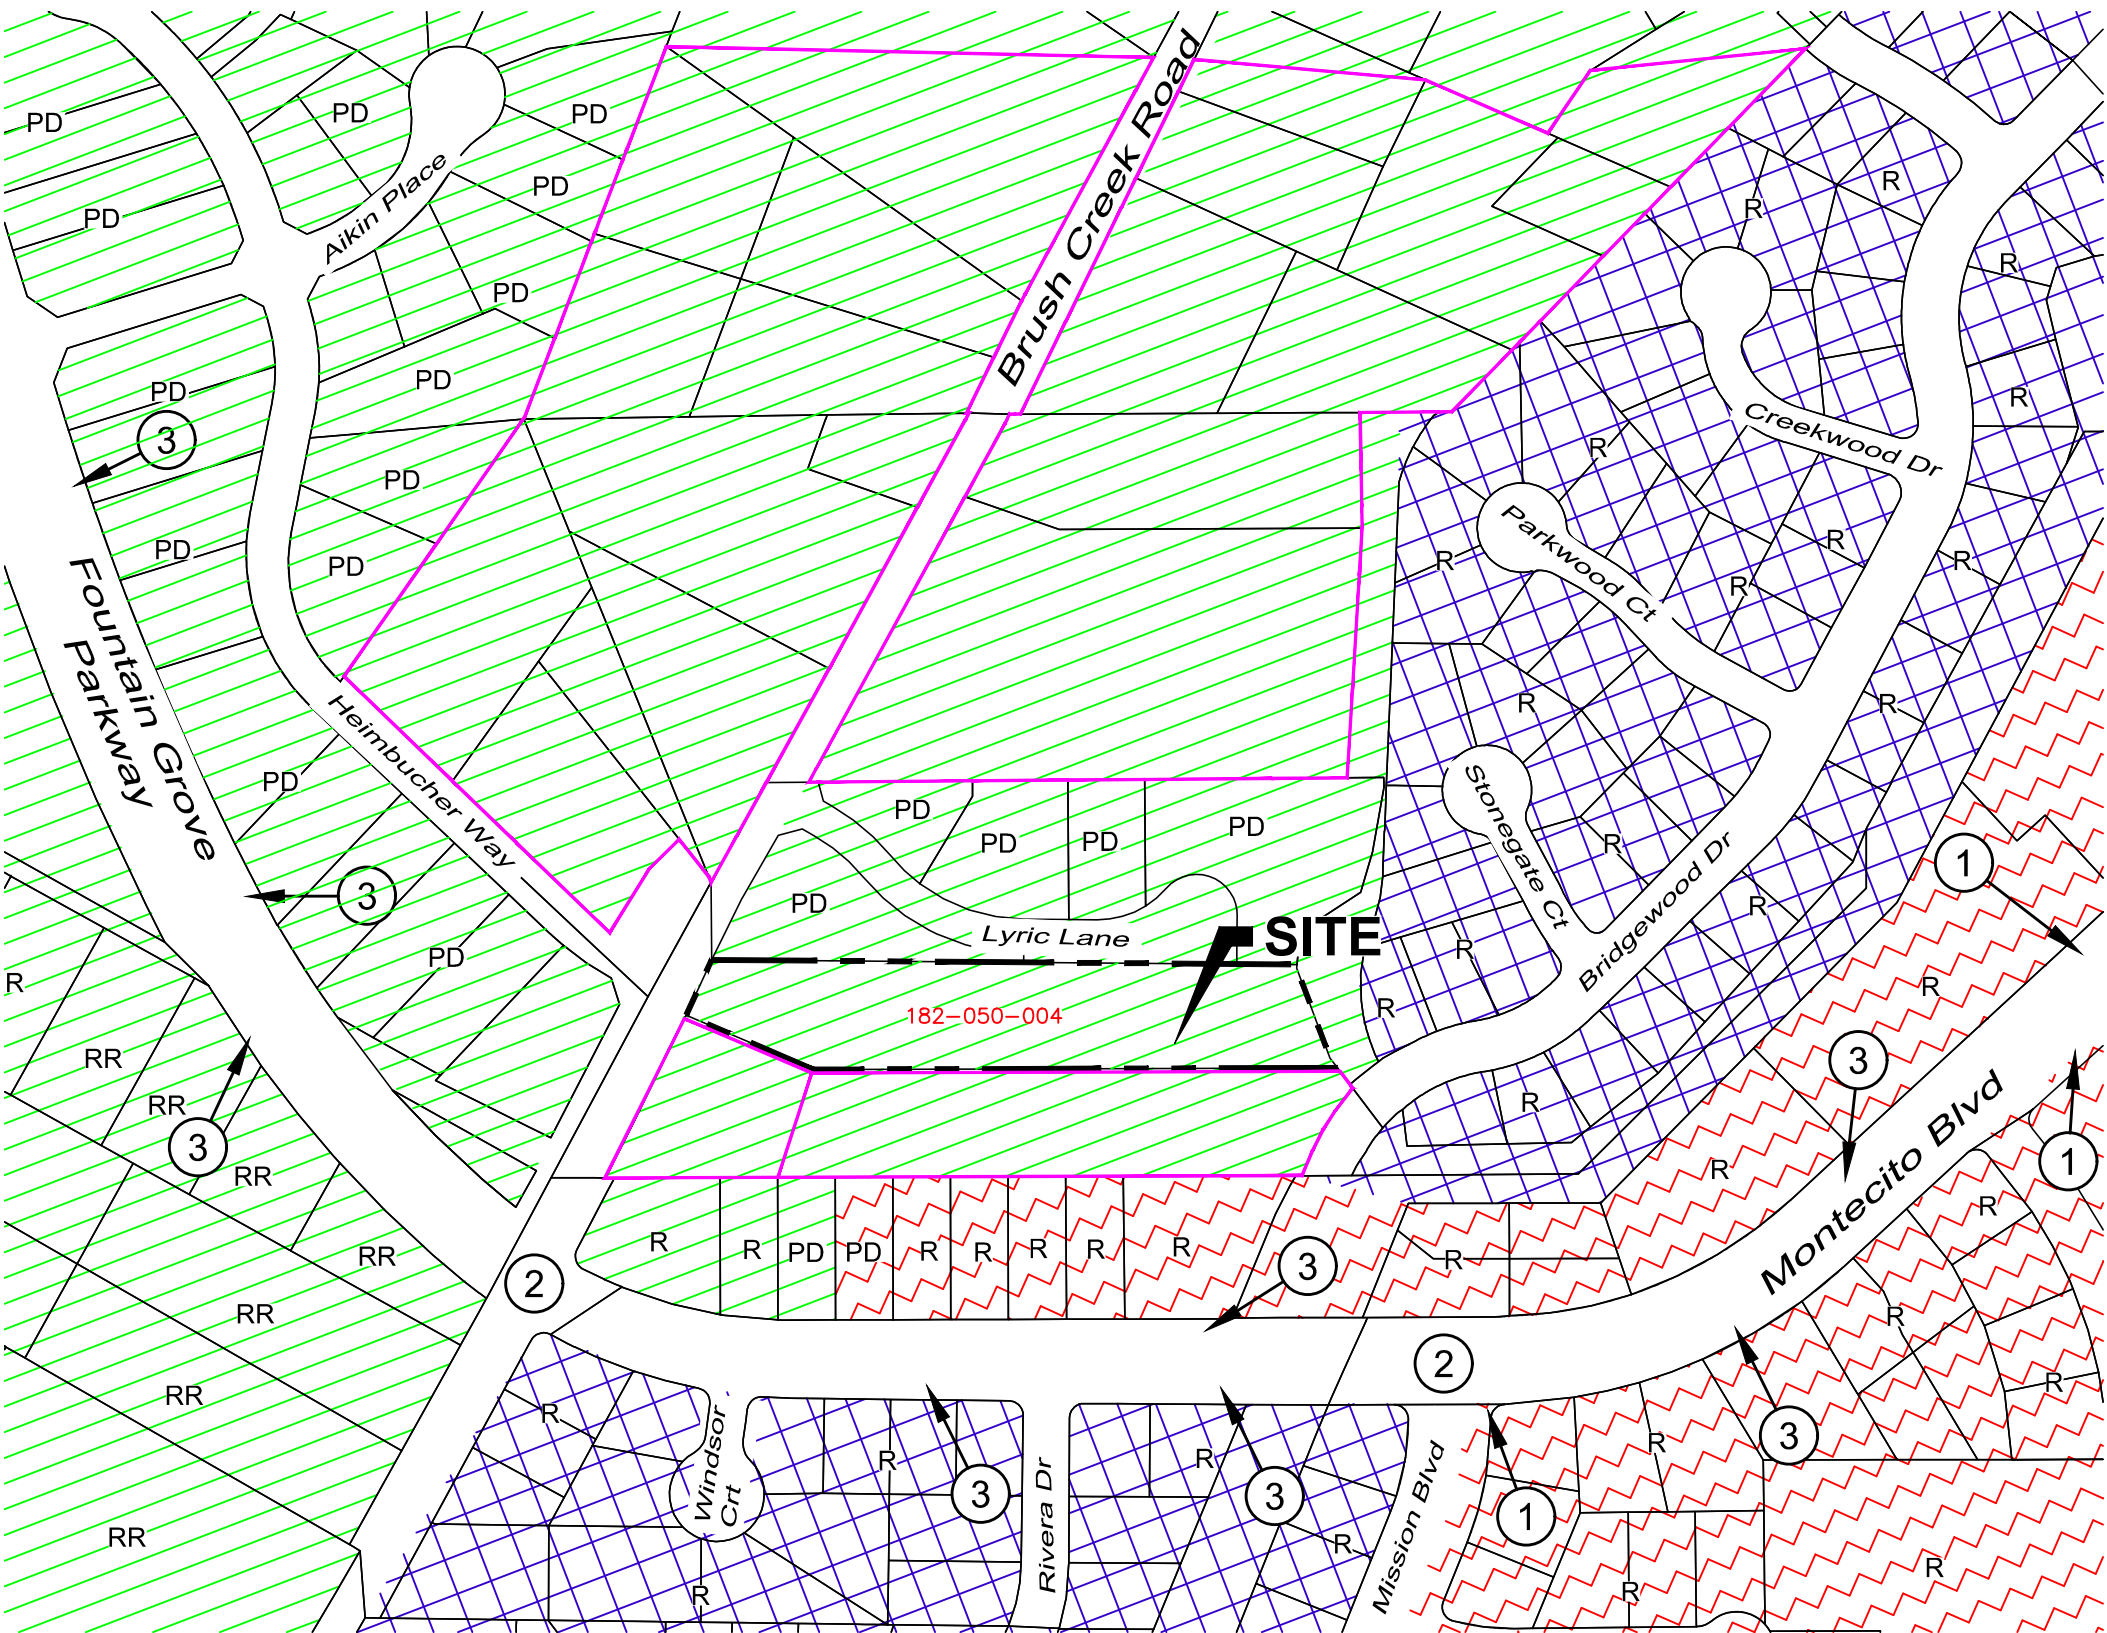 Brush Creek Road
PD
PD
PD
R
PD
R
Aikin Place
PD
R
PD
PD
PD
R
Creekwood Dr
3
R
PD
Parkwood Ct
R
PD
R
R
PD
R
R
Fountain Grove
Parkway
Heimbucher Way
R
R
PD
Stonegate Ct
PD
PD
PD
PD
R
Bridgewood Dr
1
3
PD
R
Lyric Lane
SITE
R
PD
R
R
R
182-050-004
RR
3
RR
R
Montecito Blvd
3
1
RR
R
R
RR
R
R
PD
PD
R
R
R
R
R
R
3
2
RR
R
2
RR
R
R
Windsor
Crt
R
R
R
3
Mission Blvd
3
3
1
Rivera Dr
RR
R
R
R
R